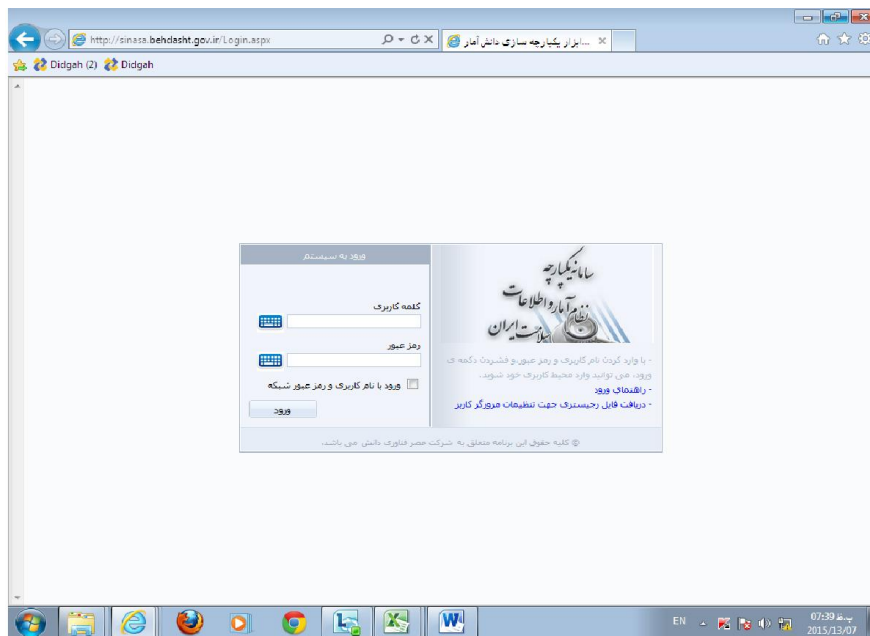 http://sinasa.behdasht.gov.ir/Login.aspx
ابزار یکپارچه سازی دانش آمار...
Didgah (2) Didgah
ورود به سیستم
کلمه کاربری
رمز عبور
ورود با نام کاربری و رمز عبور شبکه
ورود
سامانه یکپارچه
نظام آمار و اطلاعات
سلامت ایران
- با وارد کردن نام کاربری و رمز عبور و فشردن دکمه ی
ورود، می توانید وارد محیط کاربری خود شوید.
- راهنمای ورود
- دریافت فایل رجیستری جهت تنظیمات مرورگر کاربر
© کلیه حقوق این برنامه متعلق به شرکت عصر فناوری دانش می باشد.
EN
07:39 ب.ظ
2015/13/07